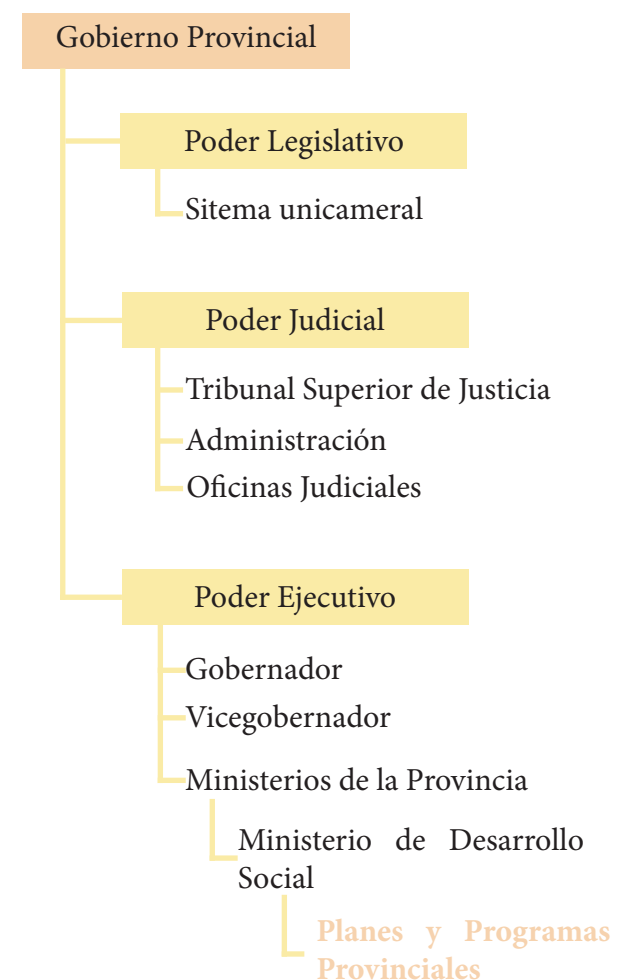 Gobierno Provincial
Poder Legislativo
Sitema unicameral
Poder Judicial
Tribunal Superior de Justicia
Administración
Oficinas Judiciales
Poder Ejecutivo
Gobernador
Vicegobernador
Ministerios de la Provincia
Ministerio de Desarrollo
Social
Planes y Programas
Provinciales